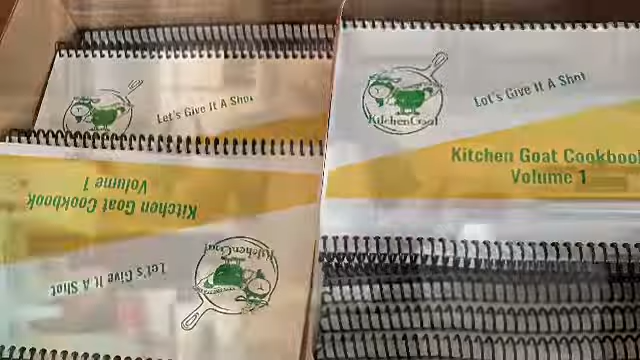 Let's Give It A Shot
Kitchen Goat Cookbook
Volume 1
KitchenGoat
Let's Give It A Shot
KitchenGoat
Let's Give It A Shot
Kitchen Goat Cookbook
Volume 1